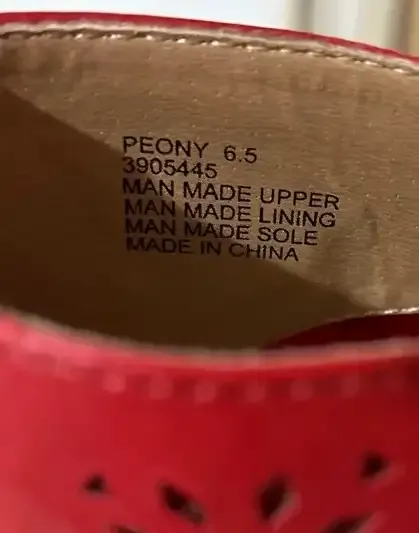 PEONY 6.5
3905445
MAN MADE UPPER
MAN MADE LINING
MAN MADE SOLE
MADE IN CHINA